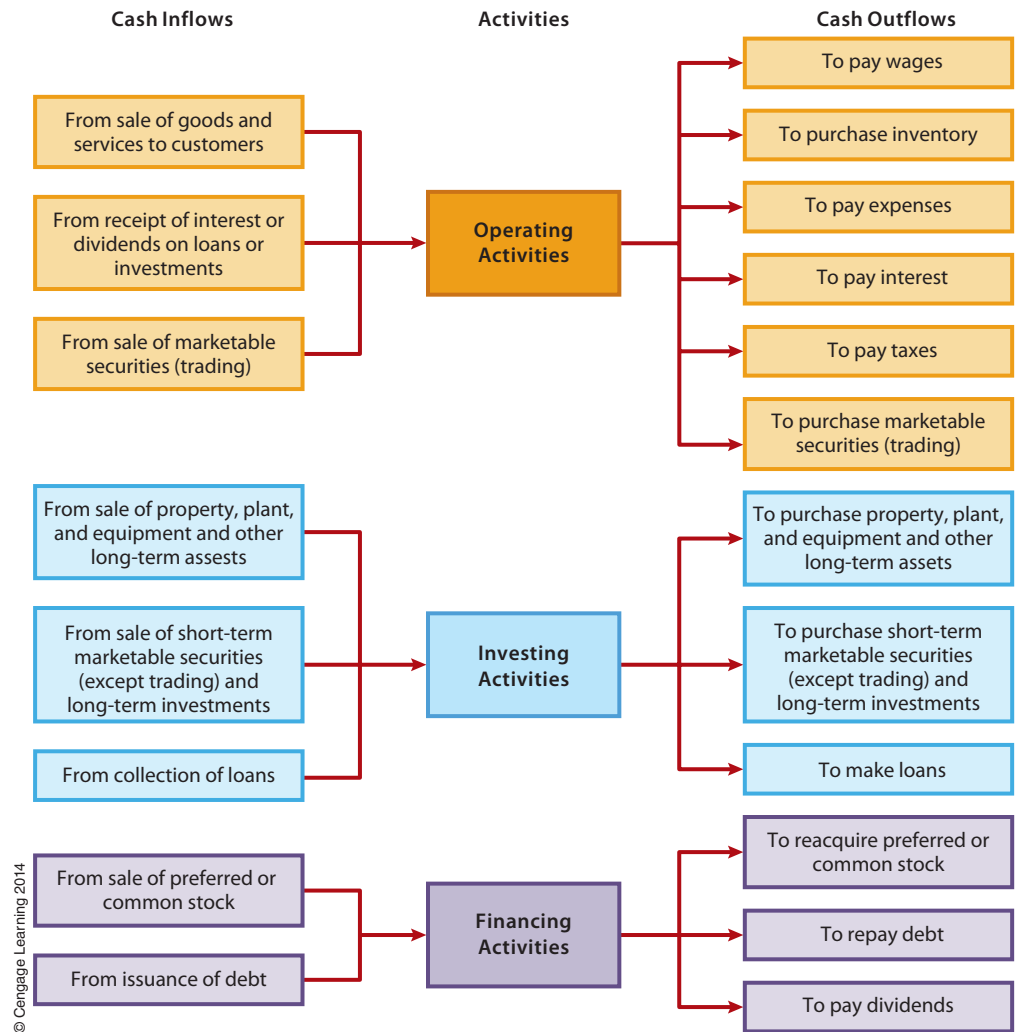 Cash Inflows
Activities
Cash Outflows
From sale of goods and
services to customers
From receipt of interest or
dividends on loans or
investments
From sale of marketable
securities (trading)
Operating
Activities
To pay wages
To purchase inventory
To pay expenses
To pay interest
To pay taxes
To purchase marketable
securities (trading)
From sale of property, plant,
and equipment and other
long-term assests
From sale of short-term
marketable securities
(except trading) and
long-term investments
From collection of loans
Investing
Activities
To purchase property, plant,
and equipment and other
long-term assets
To purchase short-term
marketable securities
(except trading) and
long-term investments
To make loans
From sale of preferred or
common stock
From issuance of debt
Financing
Activities
To reacquire preferred or
common stock
To repay debt
To pay dividends
© Cengage Learning 2014